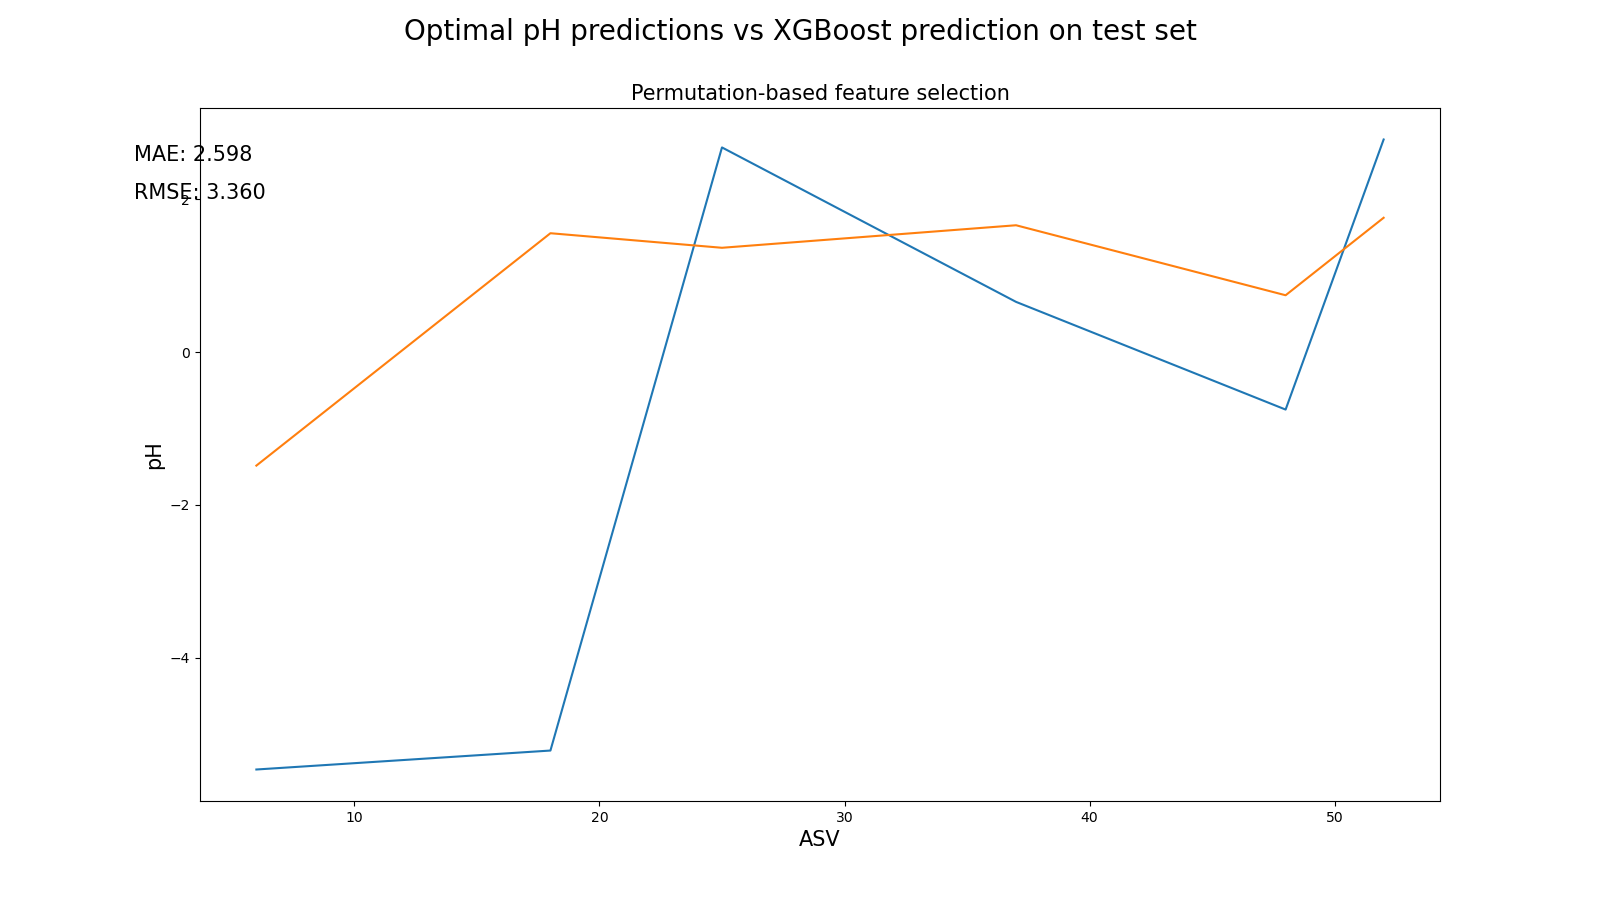 Optimal pH predictions vs XGBoost prediction on test set
Permutation-based feature selection
MAE: 2.598
RMSE: 3.360
2
0
−2
−4
pH
10 20 30 40 50
ASV